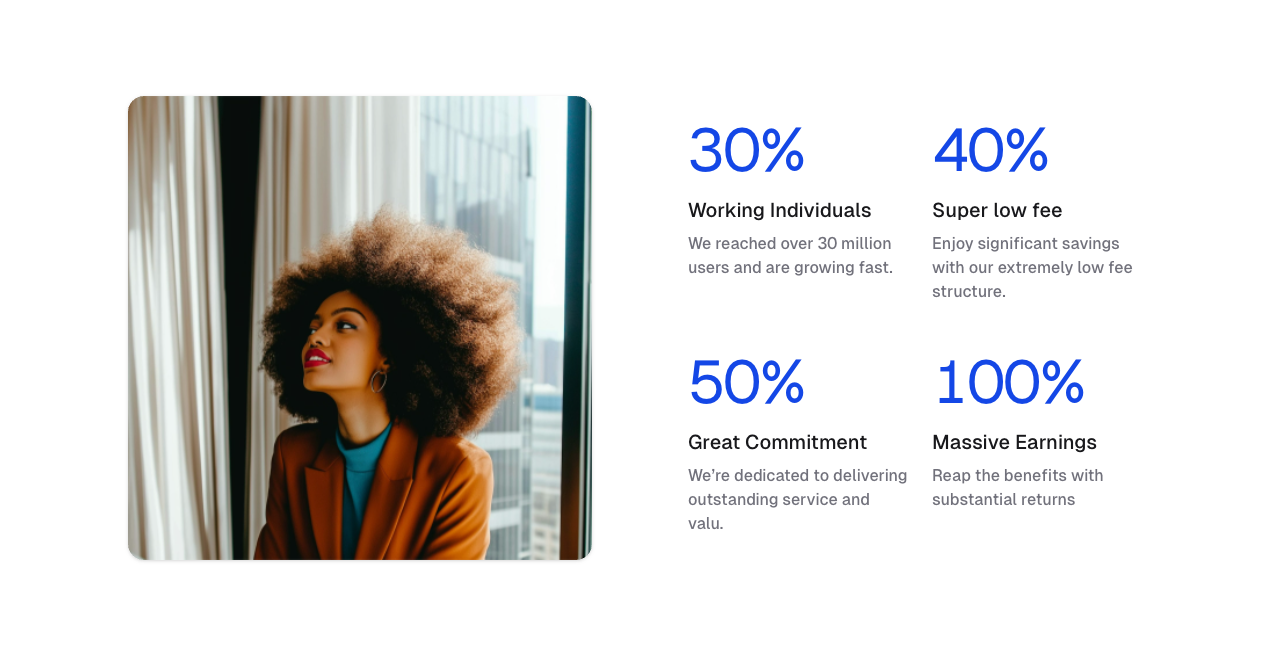 30%
Working Individuals
We reached over 30 million
users and are growing fast.
40%
Super low fee
Enjoy significant savings
with our extremely low fee
structure.
50%
Great Commitment
We’re dedicated to delivering
outstanding service and
valu.
100%
Massive Earnings
Reap the benefits with
substantial returns